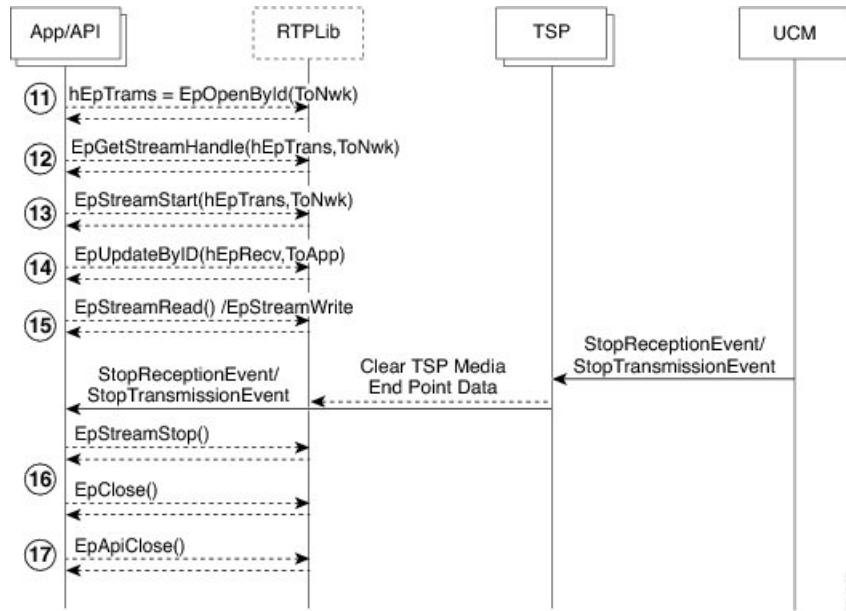 App/API
RTPLib
TSP
UCM
11
hEpTrams = EpOpenById(ToNwk)
12
EpGetStreamHandle(hEpTrans,ToNwk)
13
EpStreamStart(hEpTrans,ToNwk)
14
EpUpdateByID(hEpRecv,ToApp)
15
EpStreamRead() /EpStreamWrite
StopReceptionEvent/
StopTransmissionEvent
Clear TSP Media
End Point Data
StopReceptionEvent/
StopTransmissionEvent
EpStreamStop()
16
EpClose()
17
EpApiClose()